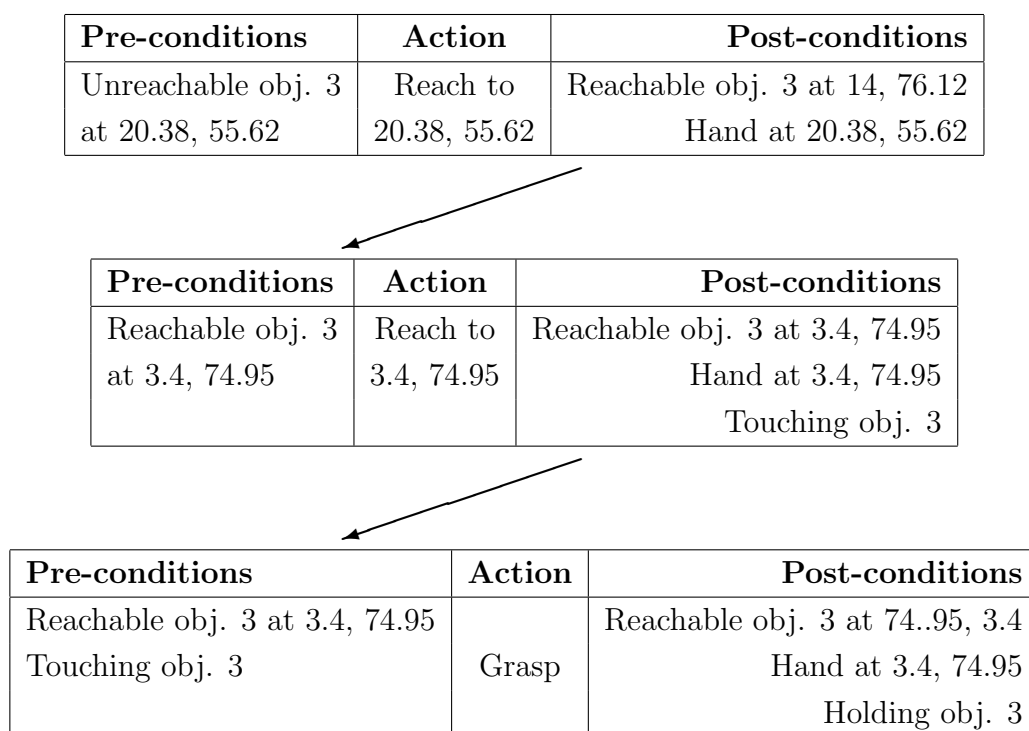 Pre-conditions Action Post-conditions
Unreachable obj. 3 Reach to Reachable obj. 3 at 14, 76.12
at 20.38, 55.62 20.38, 55.62 Hand at 20.38, 55.62
Pre-conditions Action Post-conditions
Reachable obj. 3 Reach to Reachable obj. 3 at 3.4, 74.95
at 3.4, 74.95 3.4, 74.95 Hand at 3.4, 74.95
Touching obj. 3
Pre-conditions Action Post-conditions
Reachable obj. 3 at 3.4, 74.95 Reachable obj. 3 at 74..95, 3.4
Touching obj. 3 Grasp Hand at 3.4, 74.95
Holding obj. 3